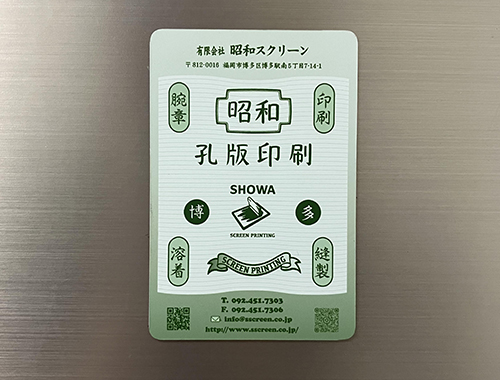 有限会社 昭和スクリーン
〒812-0016 福岡市博多区博多駅南5丁目7-14-1
腕章
昭和
印刷
孔版印刷
SHOWA
博
多
SCREEN PRINTING
溶着
SCREEN PRINTING
縫製
T. 092.451.7303
F. 092.451.7306
info@sscreen.co.jp
http://www.sscreen.co.jp/